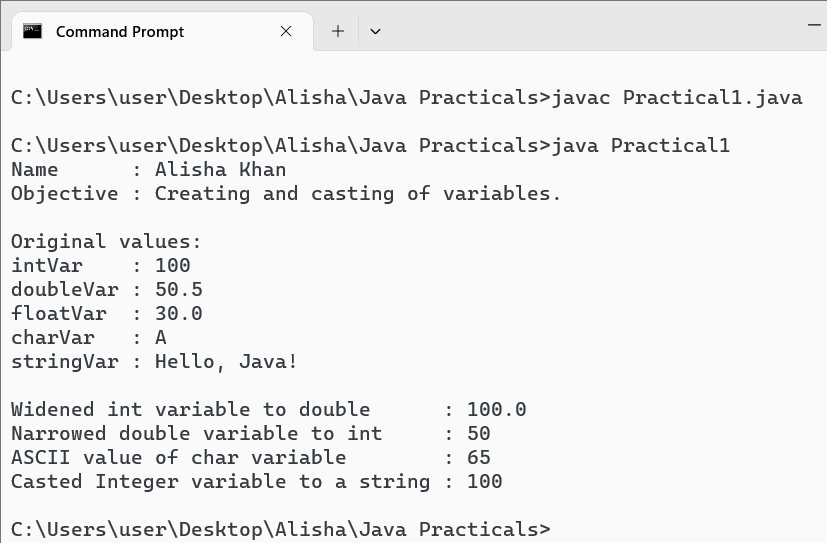 Command Prompt
C:\Users\user\Desktop\Alisha\Java Practicals>javac Practical1.java
C:\Users\user\Desktop\Alisha\Java Practicals>java Practical1
Name      : Alisha Khan
Objective : Creating and casting of variables.
Original values:
intVar    : 100
doubleVar : 50.5
floatVar  : 30.0
charVar   : A
stringVar : Hello, Java!
Widened int variable to double      : 100.0
Narrowed double variable to int     : 50
ASCII value of char variable        : 65
Casted Integer variable to a string : 100
C:\Users\user\Desktop\Alisha\Java Practicals>